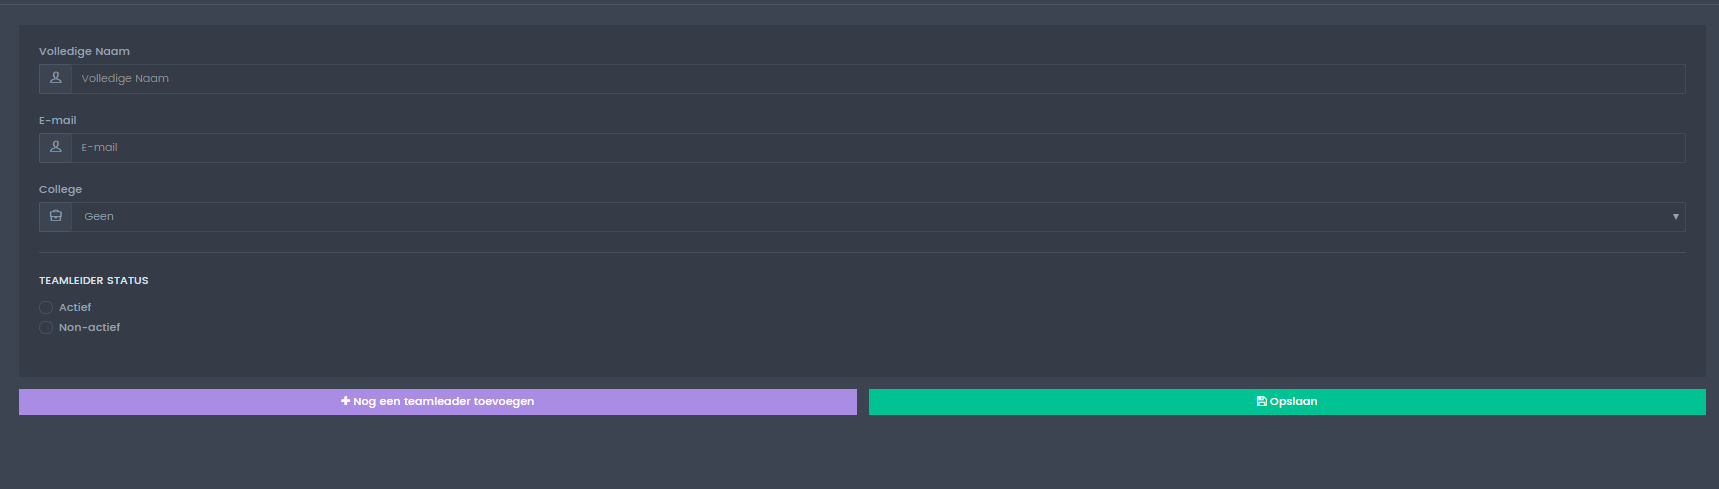 Volledige Naam
Volledige Naam
E-mail
E-mail
College
Geen
TEAMLEIDER STATUS
Actief
Non-actief
Nog een teamleader toevoegen
Opslaan